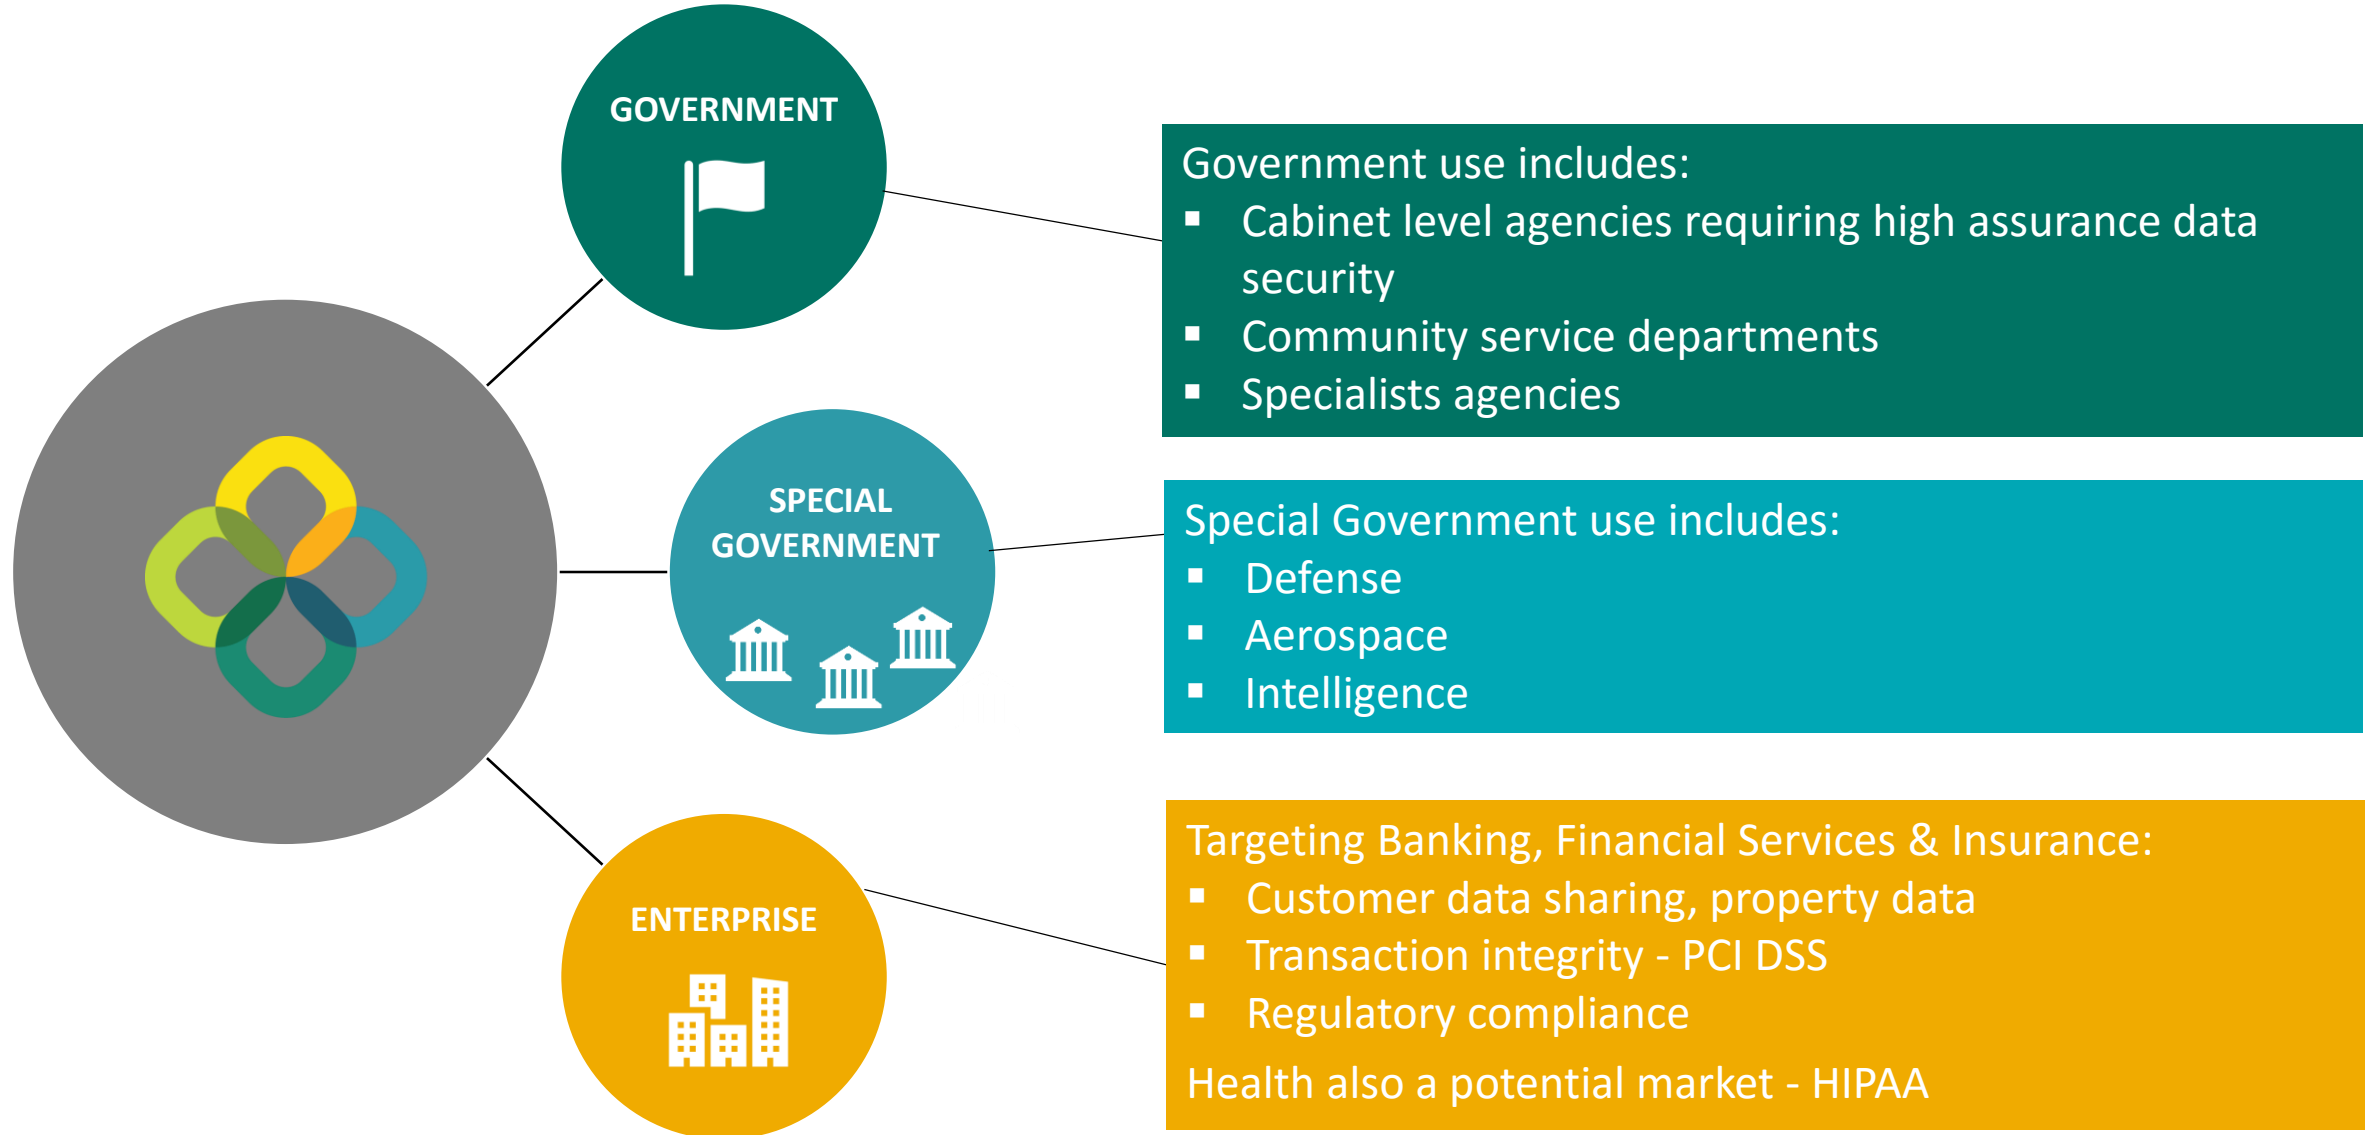 GOVERNMENT
Government use includes:
▪ Cabinet level agencies requiring high assurance data
security
▪ Community service departments
▪ Specialists agencies
SPECIAL
GOVERNMENT
Special Government use includes:
▪ Defense
▪ Aerospace
▪ Intelligence
ENTERPRISE
Targeting Banking, Financial Services & Insurance:
▪ Customer data sharing, property data
▪ Transaction integrity - PCI DSS
▪ Regulatory compliance
Health also a potential market - HIPAA